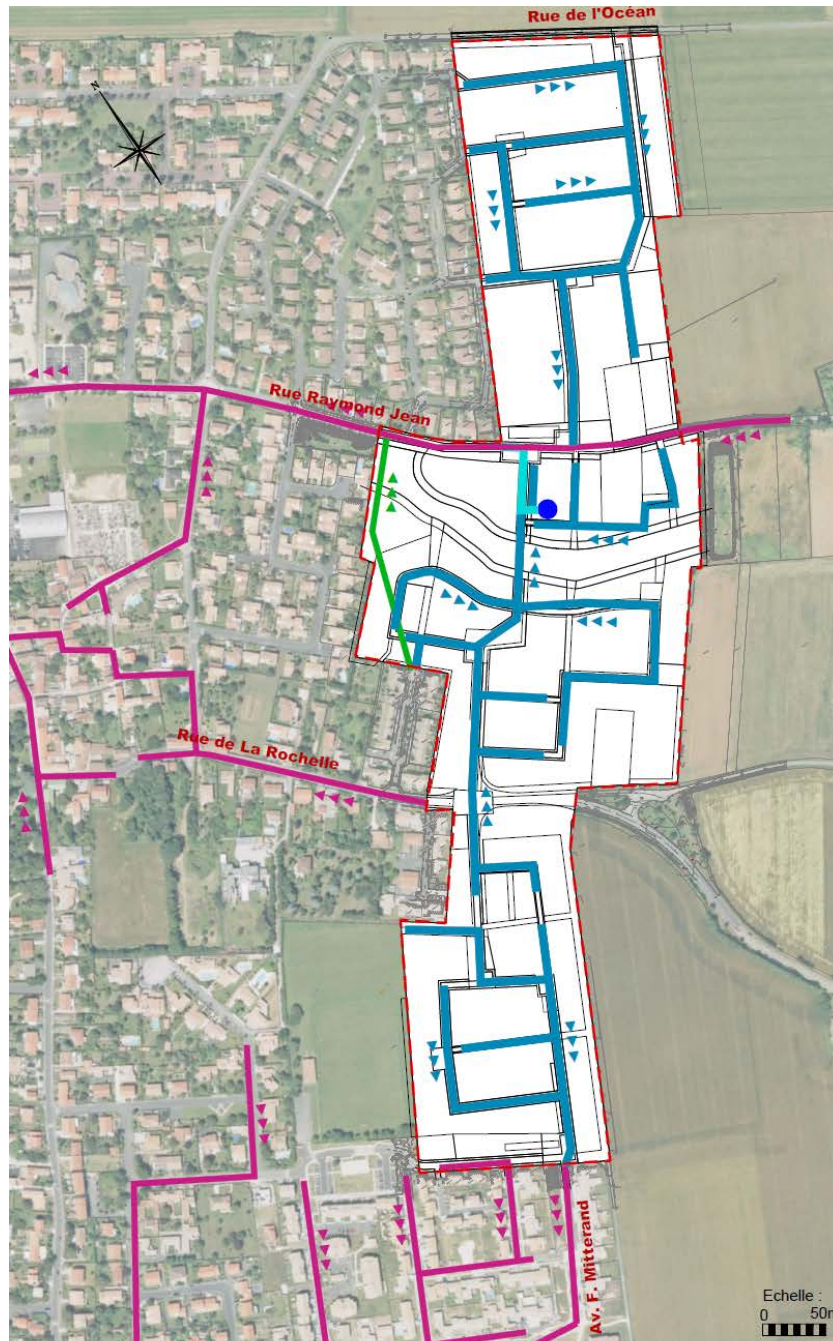 Rue de l'Océan
N
Rue Raymond Jean
Rue de La Rochelle
Av. F. Mitterand
Echelle :
0 50m